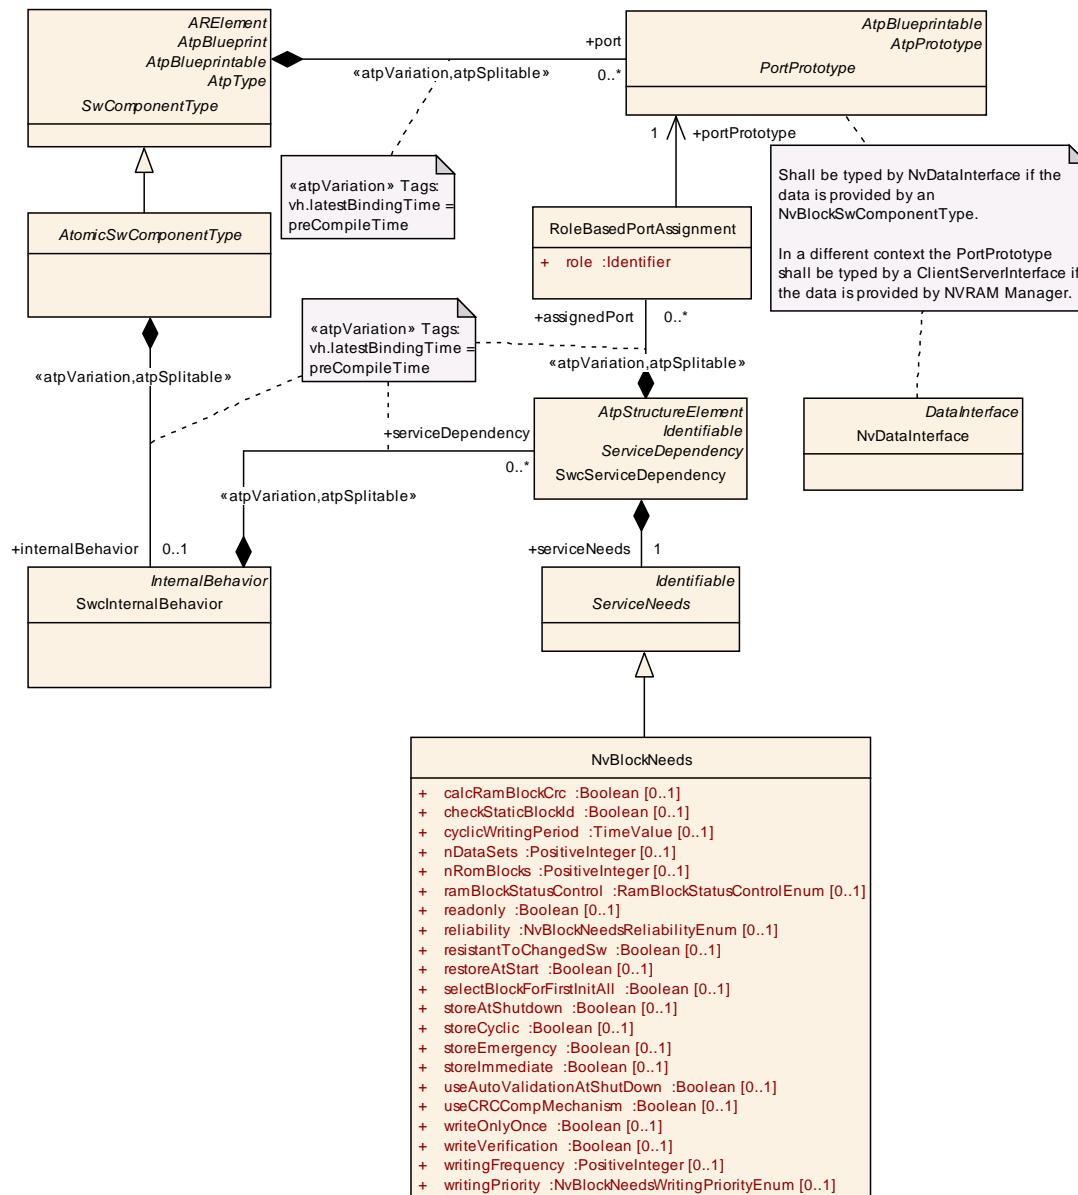 ARElement
AtpBlueprint
AtpBlueprintable
AtpType
SwComponentType
+port
«atpVariation,atpSplitable»
0..*
AtpBlueprintable
AtpPrototype
PortPrototype
1
+portPrototype
«atpVariation» Tags:
vh.latestBindingTime =
preCompileTime
Shall be typed by NvDataInterface if the
data is provided by an
NvBlockSwComponentType.
In a different context the PortPrototype
shall be typed by a ClientServerInterface if
the data is provided by NVRAM Manager.
AtomicSwComponentType
RoleBasedPortAssignment
+ role :Identifier
+assignedPort
0..*
«atpVariation» Tags:
vh.latestBindingTime =
preCompileTime
«atpVariation,atpSplitable»
«atpVariation,atpSplitable»
+serviceDependency
0..*
«atpVariation,atpSplitable»
AtpStructureElement
Identifiable
ServiceDependency
SwcServiceDependency
DataInterface
NvDataInterface
+internalBehavior
0..1
+serviceNeeds
1
InternalBehavior
SwcInternalBehavior
Identifiable
ServiceNeeds
NvBlockNeeds
+ calcRamBlockCrc :Boolean [0..1]
+ checkStaticBlockId :Boolean [0..1]
+ cyclicWritingPeriod :TimeValue [0..1]
+ nDataSets :PositiveInteger [0..1]
+ nRomBlocks :PositiveInteger [0..1]
+ ramBlockStatusControl :RamBlockStatusControlEnum [0..1]
+ readonly :Boolean [0..1]
+ reliability :NvBlockNeedsReliabilityEnum [0..1]
+ resistantToChangedSw :Boolean [0..1]
+ restoreAtStart :Boolean [0..1]
+ selectBlockForFirstInitAll :Boolean [0..1]
+ storeAtShutdown :Boolean [0..1]
+ storeCyclic :Boolean [0..1]
+ storeEmergency :Boolean [0..1]
+ storeImmediate :Boolean [0..1]
+ useAutoValidationAtShutDown :Boolean [0..1]
+ useCRCCompMechanism :Boolean [0..1]
+ writeOnlyOnce :Boolean [0..1]
+ writeVerification :Boolean [0..1]
+ writingFrequency :PositiveInteger [0..1]
+ writingPriority :NvBlockNeedsWritingPriorityEnum [0..1]